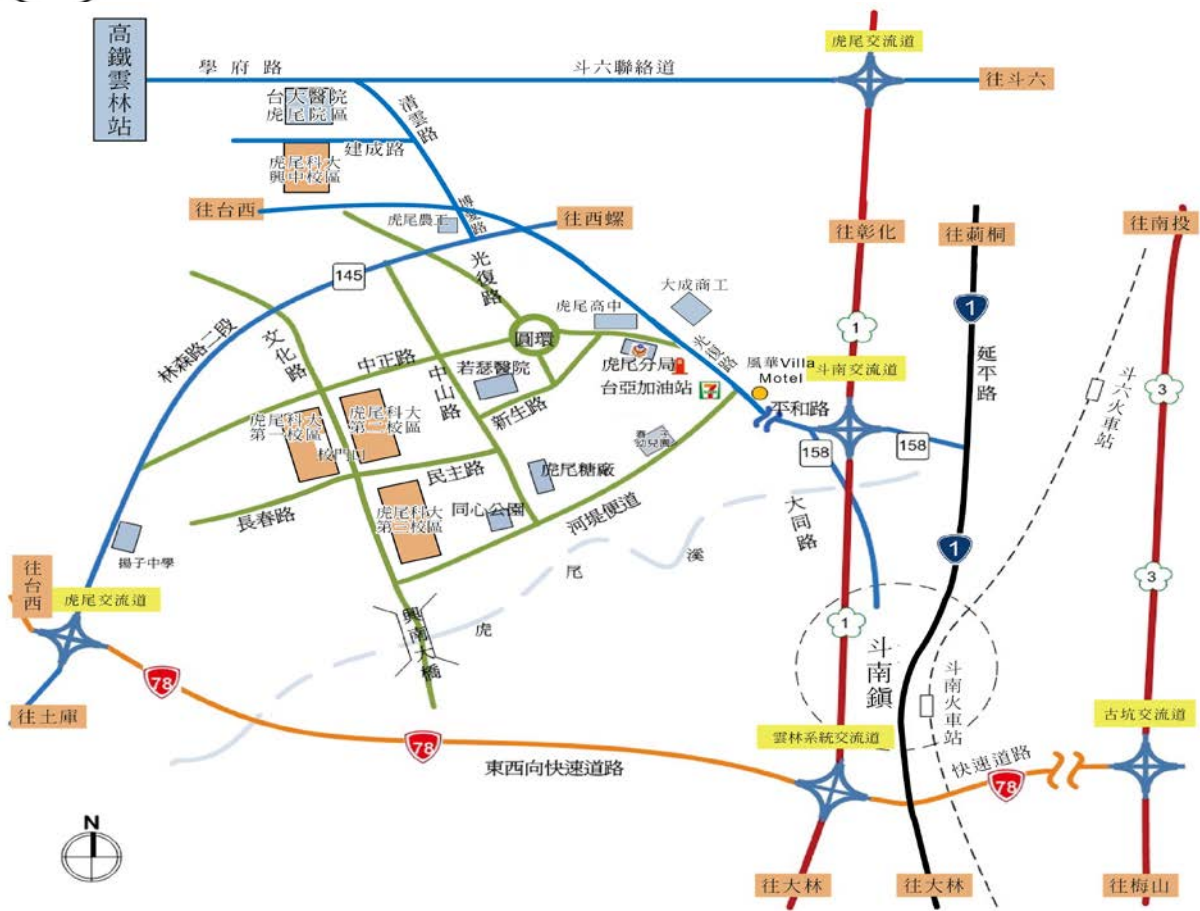 高鐵雲林站
學府路
斗六聯絡道
虎尾交流道
往斗六
台大醫院
虎尾院區
清雲路
建成路
虎尾科大
興中校區
往台西
虎尾農工
博愛路
往西螺
往彰化
往莿桐
往南投
145
光復路
大成商工
虎尾高中
1
1
林森路二段
文化路
中正路
圓環
中山路
若瑟醫院
虎尾分局
光復路
風華Villa
Motel
斗南交流道
延平路
斗六火車站
3
台亞加油站
7
ELEVEN
平和路
新生路
虎尾科大
第一校區
校門口
虎尾科大
第二校區
幼兒園
158
158
民主路
虎尾糖廠
大同路
長春路
虎尾科大
第三校區
同心公園
河堤便道
揚子中學
溪
尾
虎
1
3
往台西
虎尾交流道
興南大橋
1
斗南鎮
斗南火車站
往土庫
78
78
東西向快速道路
雲林系統交流道
快速道路
78
古坑交流道
N
往大林
往大林
往梅山